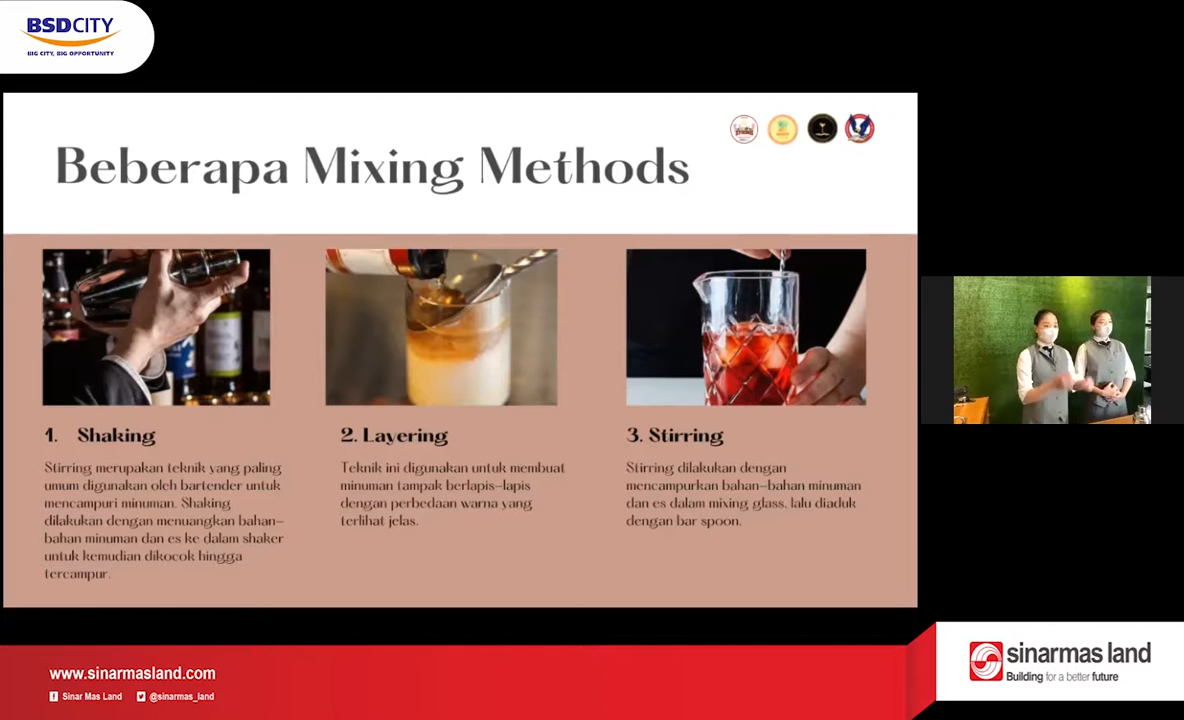 BSDCITY
BIG CITY, BIG OPPORTUNITY
Beberapa Mixing Methods
1. Shaking
Stirring merupakan teknik yang paling
umum digunakan oleh bartender untuk
mencampuri minuman. Shaking
dilakukan dengan menuangkan bahan-
bahan minuman dan es ke dalam shaker
untuk kemudian dikocok hingga
tercampur.
2. Layering
Teknik ini digunakan untuk membuat
minuman tampak berlapis-lapis
dengan perbedaan warna yang
terlihat jelas.
3. Stirring
Stirring dilakukan dengan
mencampurkan bahan-bahan minuman
dan es dalam mixing glass, lalu diaduk
dengan bar spoon.
www.sinarmasland.com
Sinar Mas Land
@sinarmas_land
sinarmas land
Building for a better future